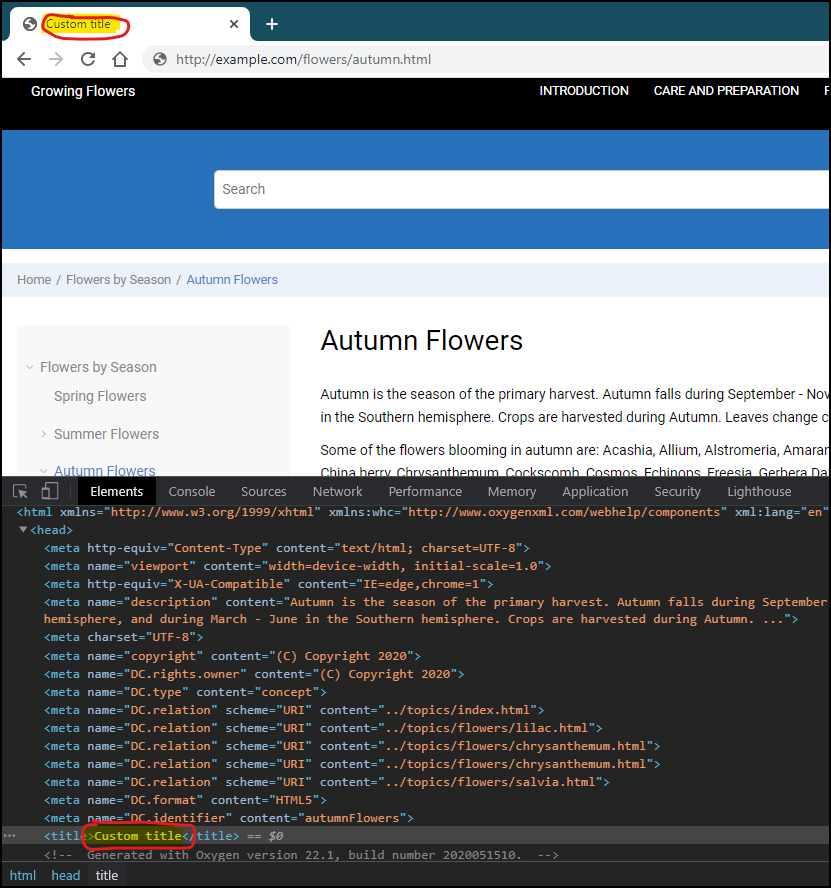 Custom title
http://example.com/flowers/autumn.html
Growing Flowers
INTRODUCTION
CARE AND PREPARATION
Search
Home / Flowers by Season / Autumn Flowers
Flowers by Season
Spring Flowers
Summer Flowers
Autumn Flowers
Autumn Flowers
Autumn is the season of the primary harvest. Autumn falls during September - Nov
in the Southern hemisphere. Crops are harvested during Autumn. Leaves change c
Some of the flowers blooming in autumn are: Acashia, Allium, Alstromeria, Amaran
China berry, Chrysanthemum, Cockscomb, Cosmos, Echinops, Freesia, Gerbera Da
Elements Console Sources Network Performance Memory Application Security Lighthouse
<html xmlns="http://www.w3.org/1999/xhtml" xmlns:whc="http://www.oxygenxml.com/webhelp/components" xml:lang="en"
<head>
<meta http-equiv="Content-Type" content="text/html; charset=UTF-8">
<meta name="viewport" content="width=device-width, initial-scale=1.0">
<meta http-equiv="X-UA-Compatible" content="IE=edge,chrome=1">
<meta name="description" content="Autumn is the season of the primary harvest. Autumn falls during September
hemisphere, and during March - June in the Southern hemisphere. Crops are harvested during Autumn. ...">
<meta charset="UTF-8">
<meta name="copyright" content="(C) Copyright 2020">
<meta name="DC.rights.owner" content="(C) Copyright 2020">
<meta name="DC.type" content="concept">
<meta name="DC.relation" scheme="URI" content="../topics/index.html">
<meta name="DC.relation" scheme="URI" content="../topics/flowers/lilac.html">
<meta name="DC.relation" scheme="URI" content="../topics/flowers/chrysanthemum.html">
<meta name="DC.relation" scheme="URI" content="../topics/flowers/chrysanthemum.html">
<meta name="DC.relation" scheme="URI" content="../topics/flowers/salvia.html">
<meta name="DC.format" content="HTML5">
<meta name="DC.identifier" content="autumnFlowers">
<title>Custom title</title> == $0
<!-- Generated with Oxygen version 22.1, build number 2020051510. -->
html head title